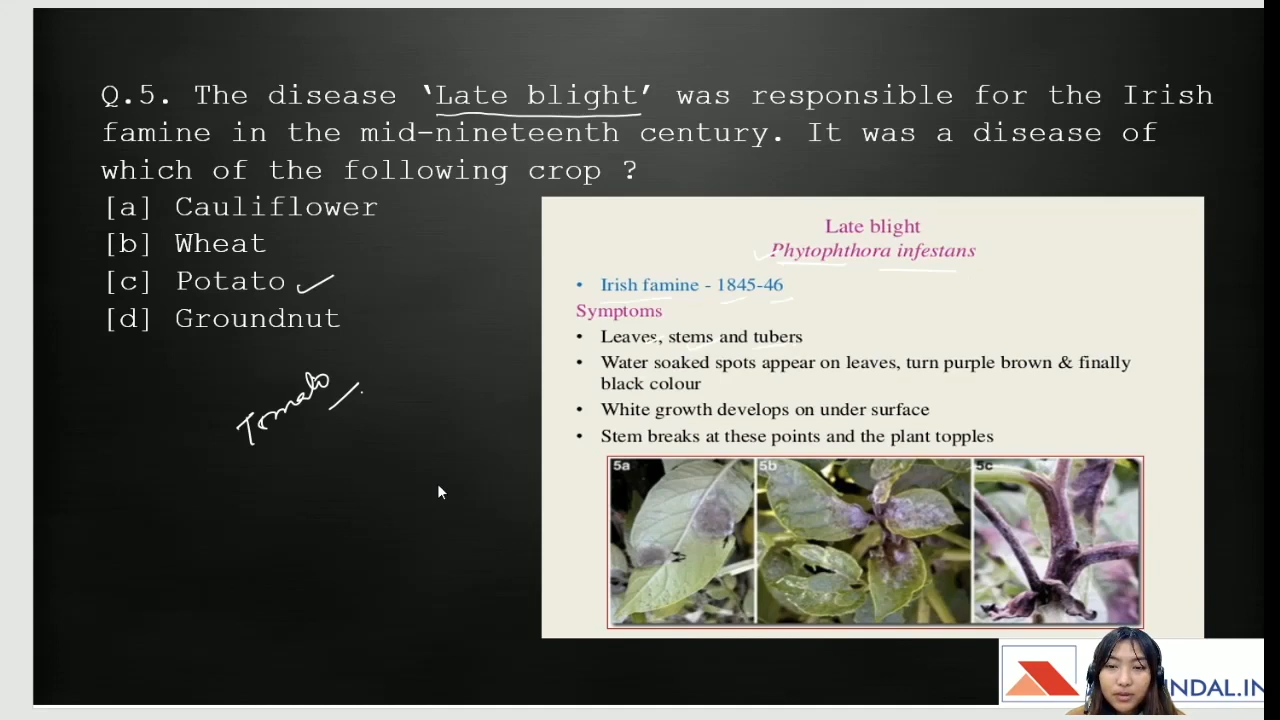 Q.5. The disease ‘Late blight’ was responsible for the Irish
famine in the mid-nineteenth century. It was a disease of
which of the following crop ?
[a] Cauliflower
[b] Wheat
[c] Potato
[d] Groundnut
Tomato
Late blight
Phytophthora infestans
• Irish famine - 1845-46
Symptoms
• Leaves, stems and tubers
• Water soaked spots appear on leaves, turn purple brown & finally
black colour
• White growth develops on under surface
• Stem breaks at these points and the plant topples
5a 5b 5c
NDAL.IN